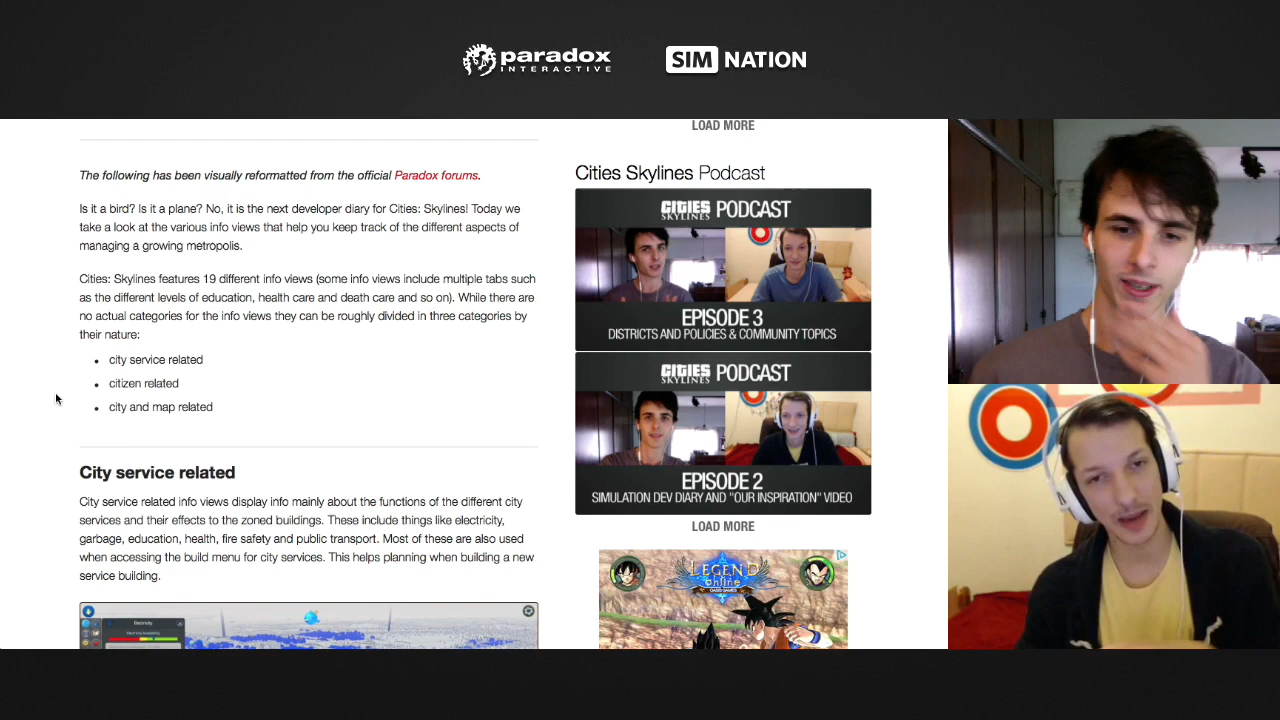 paradox
INTERACTIVE
SIM NATION
LOAD MORE
The following has been visually reformatted from the official Paradox forums.
Is it a bird? Is it a plane? No, it is the next developer diary for Cities: Skylines! Today we
take a look at the various info views that help you keep track of the different aspects of
managing a growing metropolis.
Cities: Skylines features 19 different info views (some info views include multiple tabs such
as the different levels of education, health care and death care and so on). While there are
no actual categories for the info views they can be roughly divided in three categories by
their nature:
city service related
citizen related
city and map related
City service related
City service related info views display info mainly about the functions of the different city
services and their effects to the zoned buildings. These include things like electricity,
garbage, education, health, fire safety and public transport. Most of these are also used
when accessing the build menu for city services. This helps planning when building a new
service building.
Electricity
Electricity Availability
Cities Skylines Podcast
CITIES SKYLINES PODCAST
EPISODE 3
DISTRICTS AND POLICIES & COMMUNITY TOPICS
CITIES SKYLINES PODCAST
EPISODE 2
SIMULATION DEV DIARY AND "OUR INSPIRATION" VIDEO
LOAD MORE
LEGEND
online
OASIS GAMES